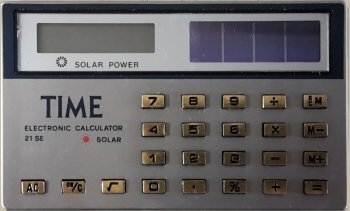 SOLAR POWER
TIME
ELECTRONIC CALCULATOR
21 SE
SOLAR
7 8 9 ÷
4 5 6 X M-
1 2 3 - M+
AC √ 0 . % + =